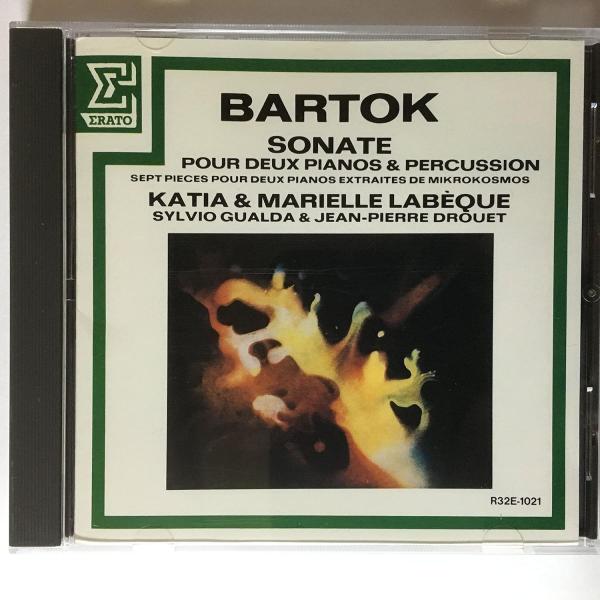 ERATO
BARTOK
SONATE
POUR DEUX PIANOS & PERCUSSION
SEPT PIECES POUR DEUX PIANOS EXTRAITES DE MIKROKOSMOS
KATIA & MARIELLE LABÈQUE
SYLVIO GUALDA & JEAN-PIERRE DROUET
R32E-1021